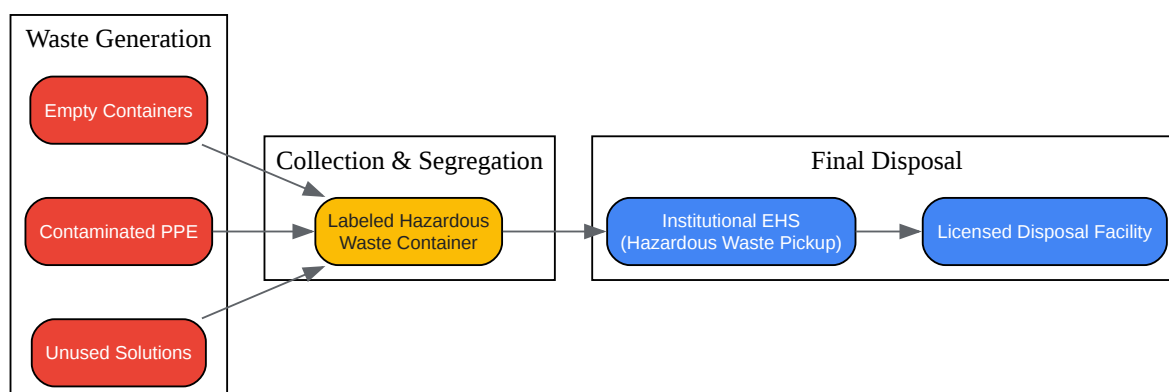 Waste Generation
Empty Containers
Contaminated PPE
Unused Solutions
Collection & Segregation
Labeled Hazardous
Waste Container
Final Disposal
Institutional EHS
(Hazardous Waste Pickup)
Licensed Disposal Facility